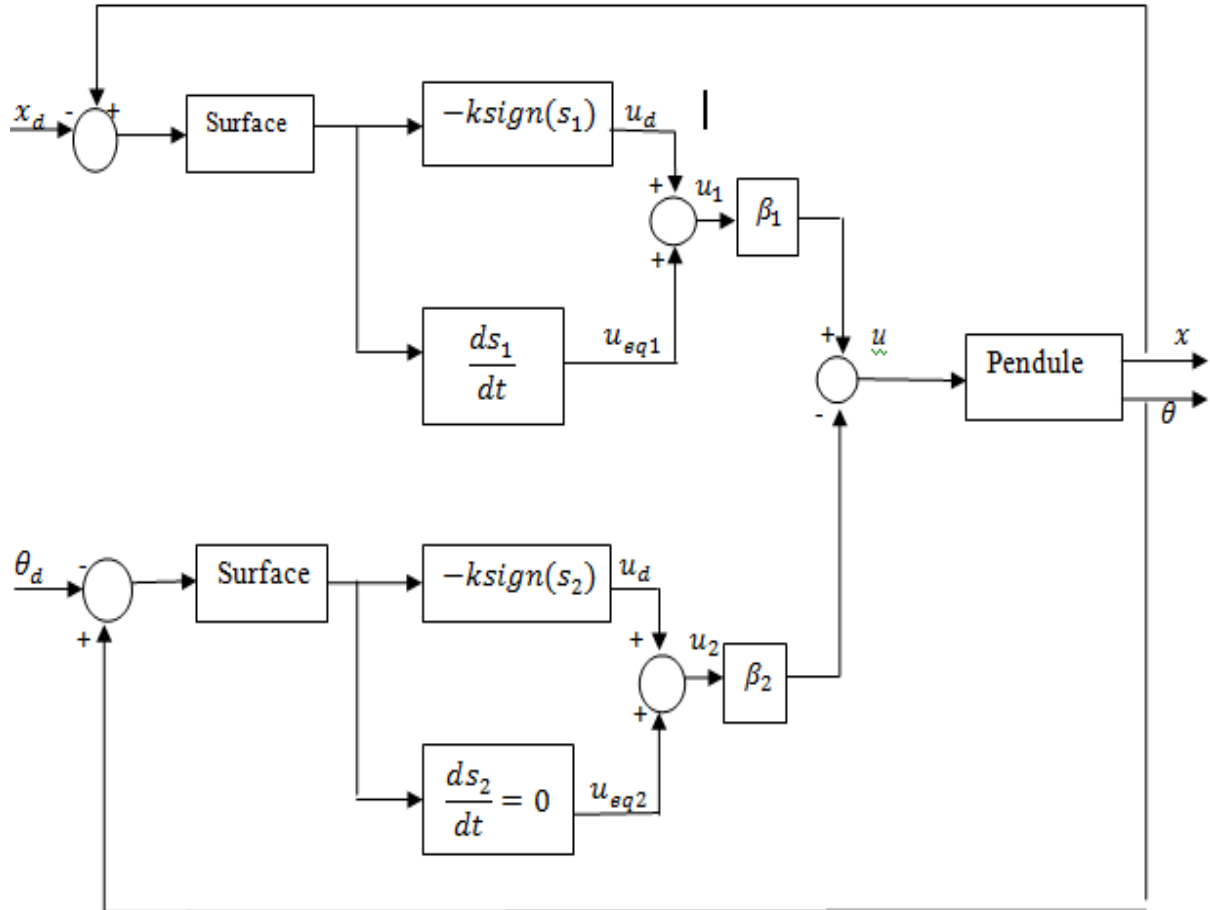 x_d
-
+
Surface
-ksign(s_1)
u_d
+
u_1
β_1
+
ds_1/dt
u_eq1
+
u
-
Pendule
x
θ
θ_d
-
+
Surface
-ksign(s_2)
u_d
+
u_2
β_2
+
ds_2/dt = 0
u_eq2